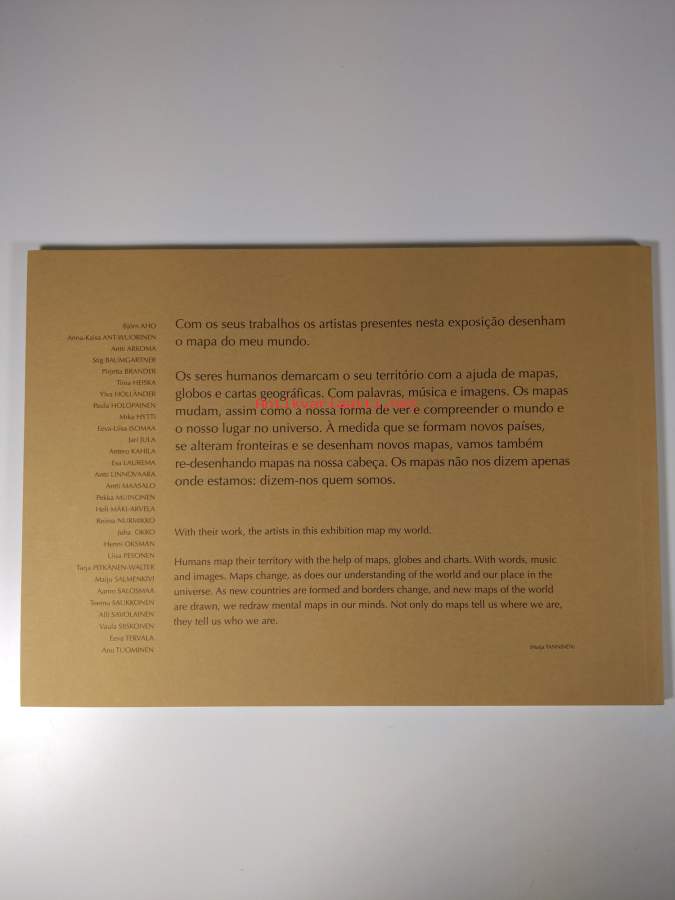 Björn AHO
Anna-Kaisa ANT-WUORINEN
Antti ARKOMA
Stig BAUMGARTNER
Pirjetta BRANDER
Tiina HEISKA
Ylva HOLLÄNDER
Paula HOLOPAINEN
Mika HYTTI
Eeva-Liisa ISOMAA
Jari JULA
Antero KAHILA
Esa LAUREMA
Antti LINNOVAARA
Antti MAASALO
Pekka
Heli MÄKI-ARVELA
Reima NURMIKKO
Juha OKKO
Henni OKSMAN
Liisa PESONEN
Tarja PITKÄNEN-WALTER
Maiju SALMENKIVI
Aarno SALOSMAA
Teemu SAUKKONEN
Alli SAVOLAINEN
Vaula SIISKONEN
Eeva TERVALA
Anu TUOMINEN
Com os seus trabalhos os artistas presentes nesta exposição desenham
o mapa do meu mundo.
Os seres humanos demarcam o seu território com a ajuda de mapas,
globos e cartas geográficas. Com palavras, música e imagens. Os mapas
mudam, assim como a nossa forma de ver e compreender o mundo e
o nosso lugar no universo. À medida que se formam novos países,
se alteram fronteiras e se desenham novos mapas, vamos também
re-desenhando mapas na nossa cabeça. Os mapas não nos dizem apenas
onde estamos: dizem-nos quem somos.
With their work, the artists in this exhibition map my world.
Humans map their territory with the help of maps, globes and charts. With words, music
and images. Maps change, as does our understanding of the world and our place in the
universe. As new countries are formed and borders change, and new maps of the world
are drawn, we redraw mental maps in our minds. Not only do maps tell us where we are,
they tell us who we are.
TANNINEN